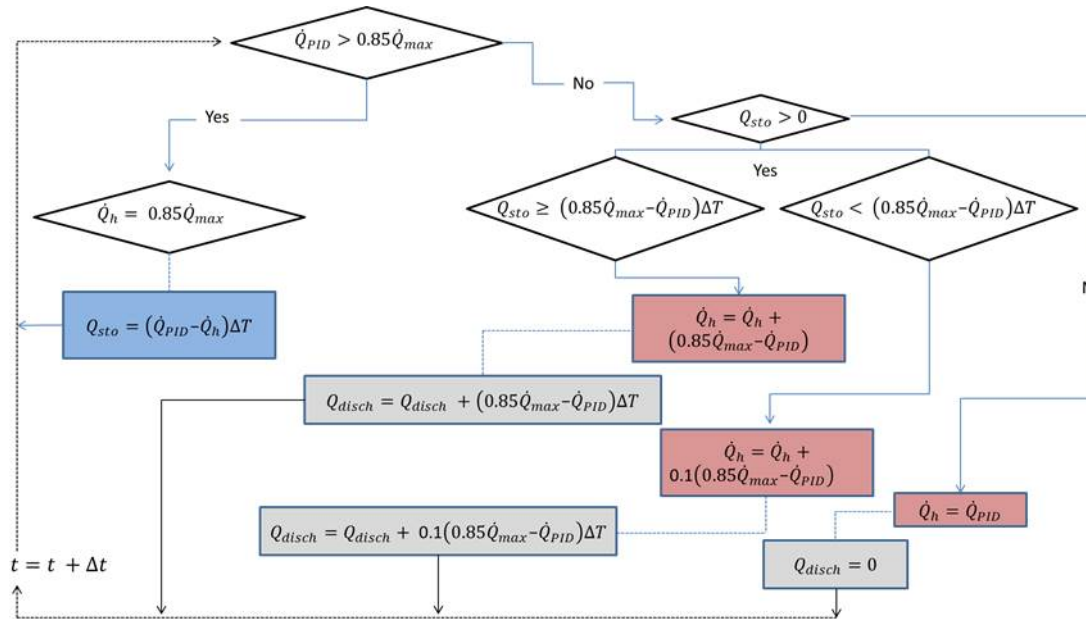 Q̇_PID > 0.85Q̇_max
No
Yes
Q_sto > 0
Yes
Q̇_h = 0.85Q̇_max
Q_sto ≥ (0.85Q̇_max–Q̇_PID)ΔT
Q_sto < (0.85Q̇_max–Q̇_PID)ΔT
Q_sto = (Q̇_PID–Q̇_h)ΔT
Q̇_h = Q̇_h +
(0.85Q̇_max–Q̇_PID)
Q_disch = Q_disch + (0.85Q̇_max–Q̇_PID)ΔT
Q̇_h = Q̇_h +
0.1(0.85Q̇_max–Q̇_PID)
Q̇_h = Q̇_PID
Q_disch = Q_disch + 0.1(0.85Q̇_max–Q̇_PID)ΔT
Q_disch = 0
t = t + Δt